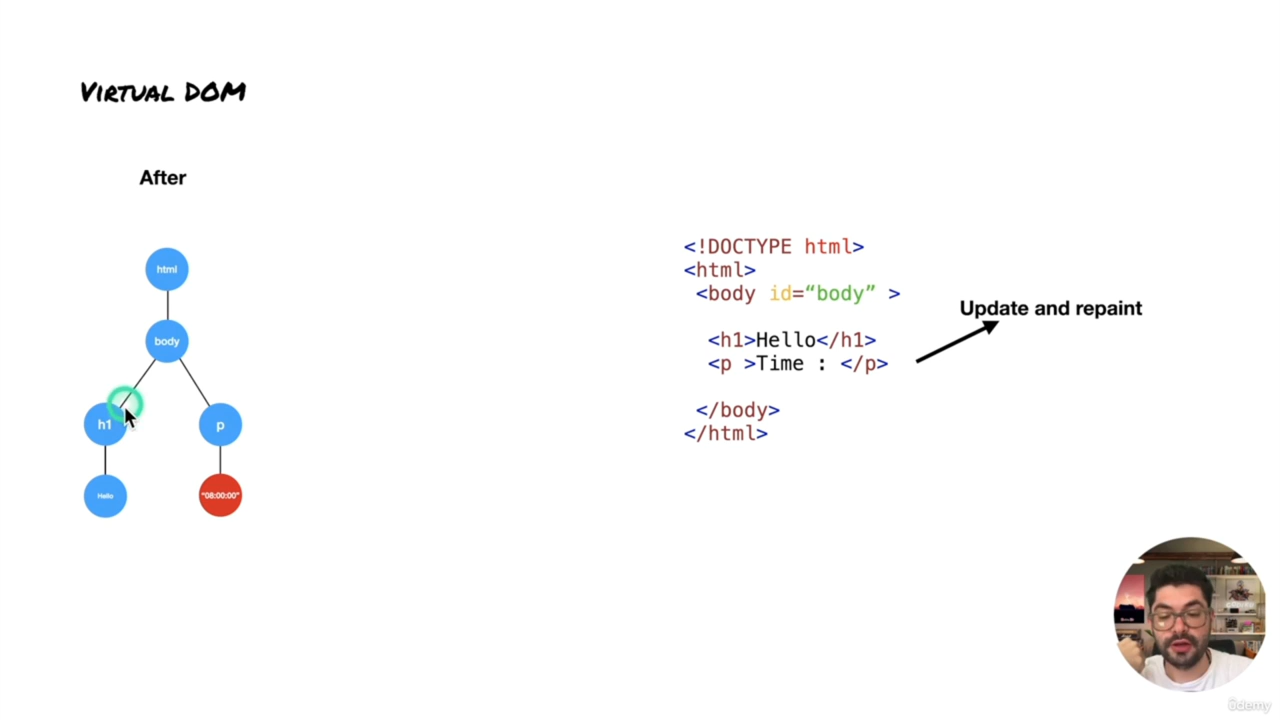 VIRTUAL DOM
After
html
body
h1
p
Hello
"08:00:00"
<!DOCTYPE html>
<html>
<body id=“body” >
<h1>Hello</h1>
<p >Time : </p>
</body>
</html>
Update and repaint
ûdemy